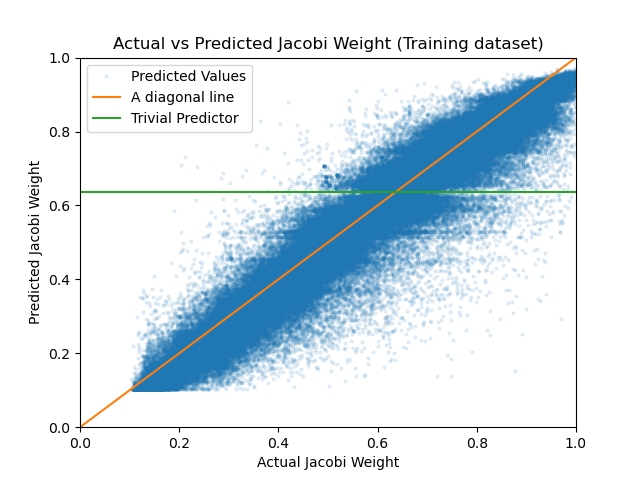 Actual vs Predicted Jacobi Weight (Training dataset)
Predicted Values
A diagonal line
Trivial Predictor
Predicted Jacobi Weight
1.0
0.8
0.6
0.4
0.2
0.0
0.0 0.2 0.4 0.6 0.8 1.0
Actual Jacobi Weight